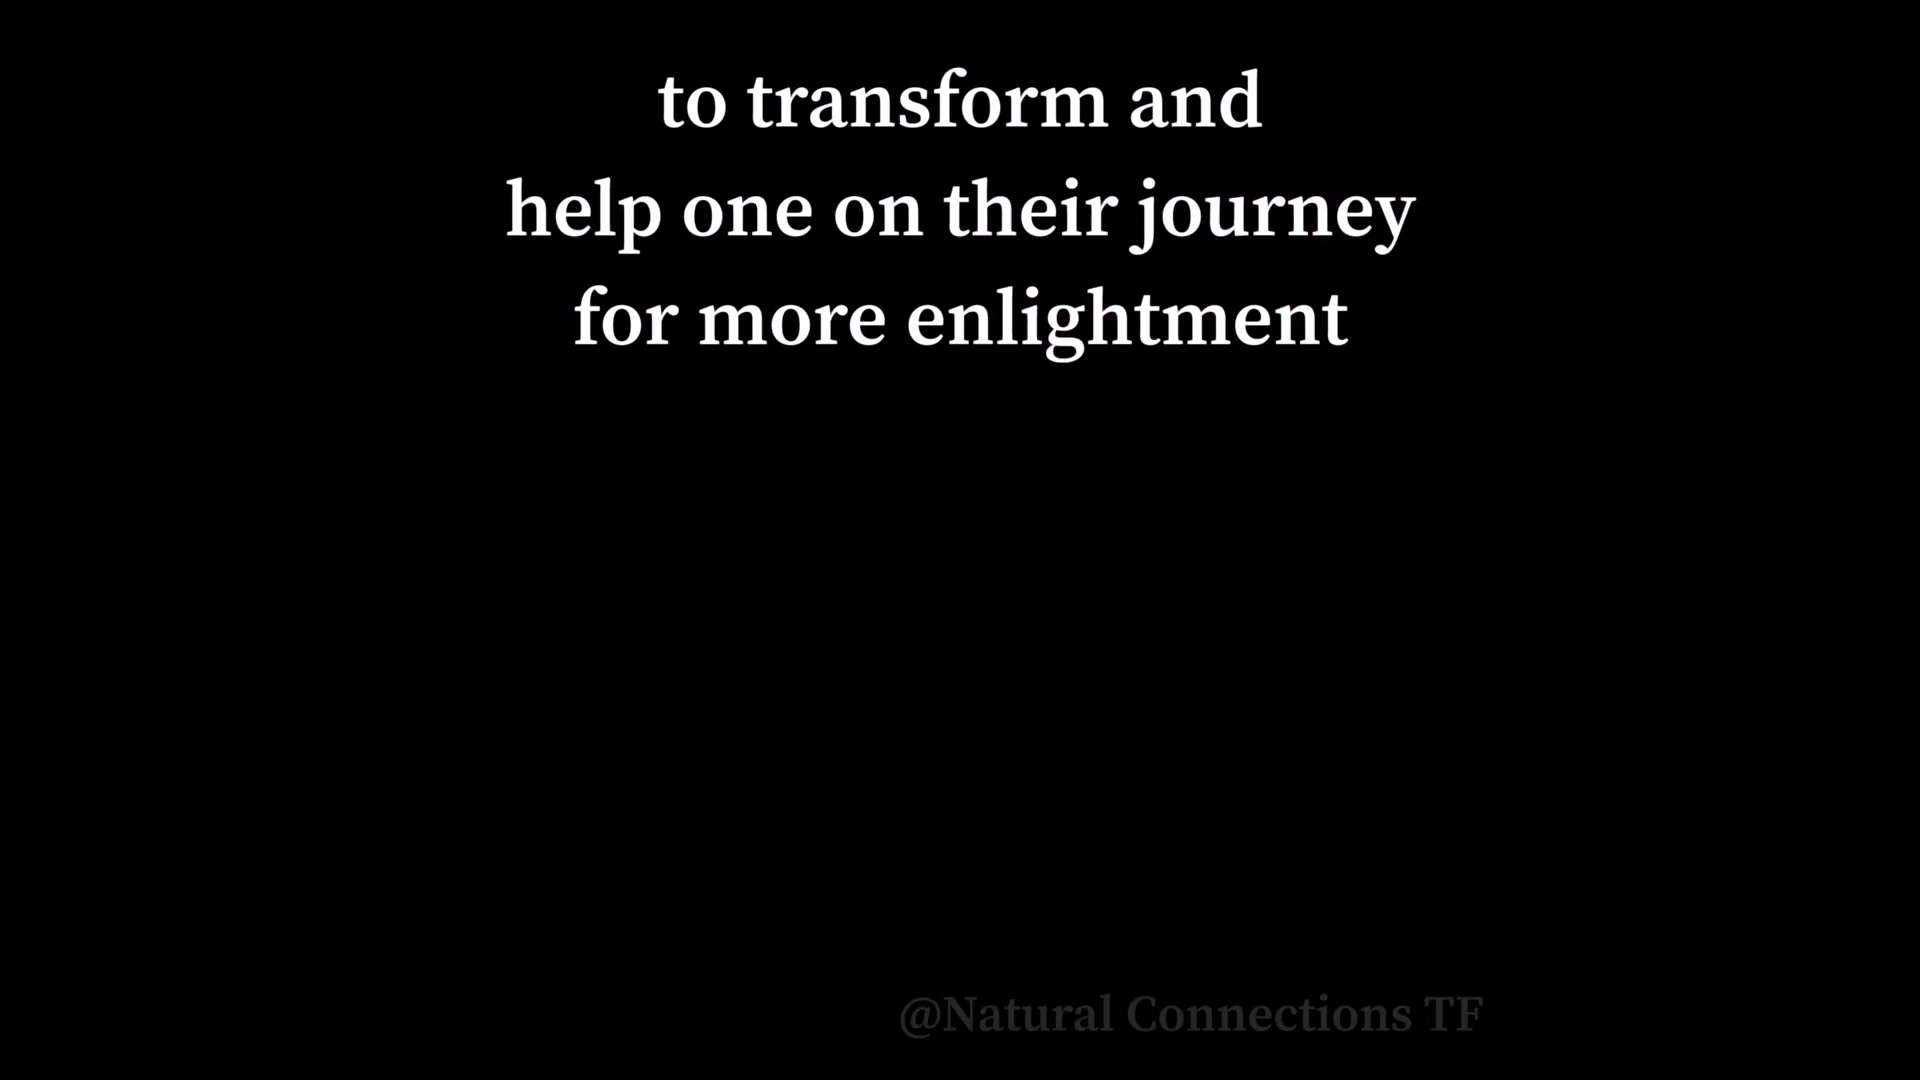 to transform and
help one on their journey
for more enlightment
@Natural Connections TF